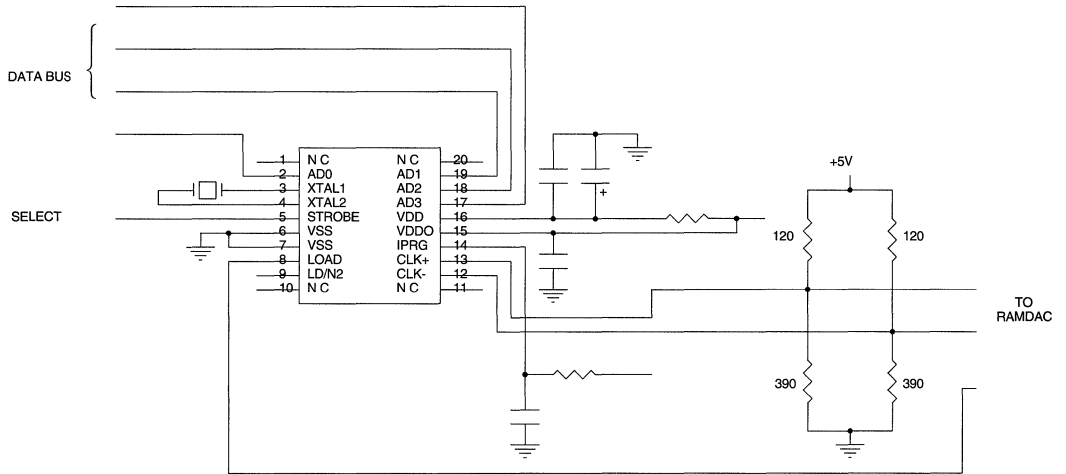 DATA BUS
SELECT
1 N C N C 20
2 AD0 AD1 19
3 XTAL1 AD2 18
4 XTAL2 AD3 17
5 STROBE VDD 16
6 VSS VDDO 15
7 VSS IPRG 14
8 LOAD CLK+ 13
9 LD/N2 CLK- 12
10 N C N C 11
+
+5V
120 120
390 390
TO
RAMDAC